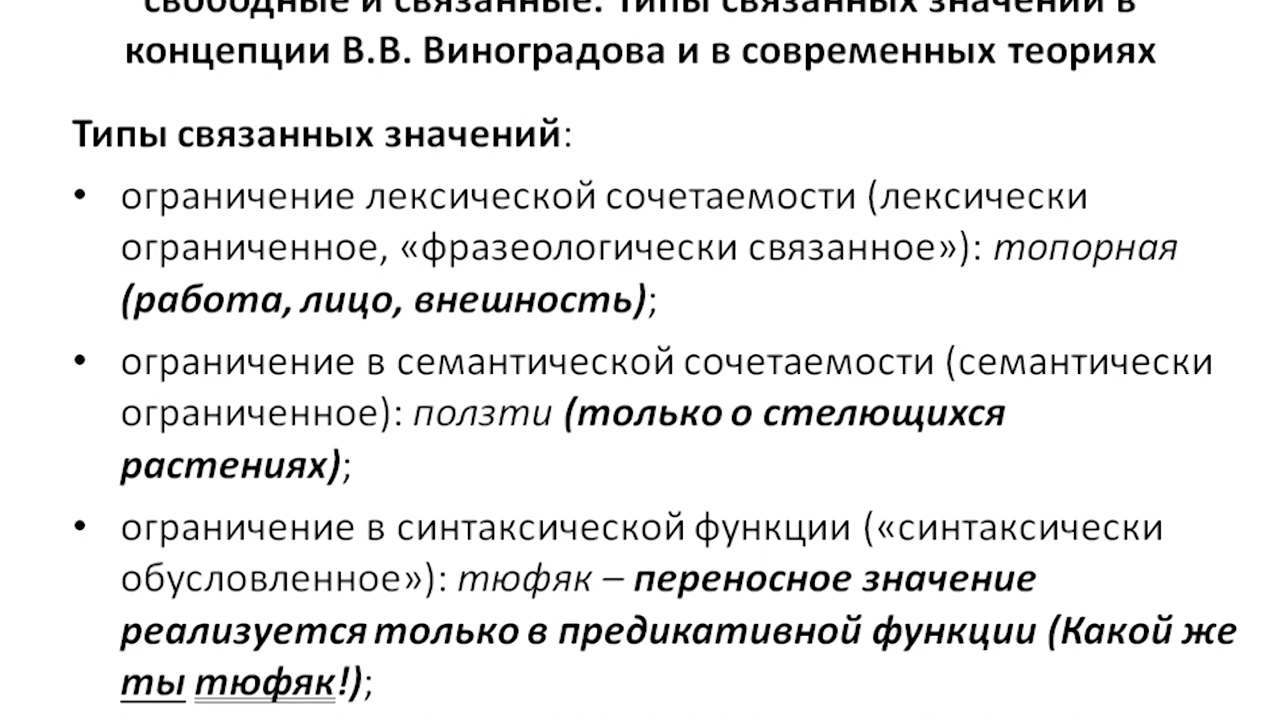 свободные и связанные. Типы связанных значений в
концепции В.В. Виноградова и в современных теориях
Типы связанных значений:
• ограничение лексической сочетаемости (лексически
ограниченное, «фразеологически связанное»): топорная
(работа, лицо, внешность);
• ограничение в семантической сочетаемости (семантически
ограниченное): ползти (только о стелющихся
растениях);
• ограничение в синтаксической функции («синтаксически
обусловленное»): тюфяк – переносное значение
реализуется только в предикативной функции (Какой же
ты тюфяк!);